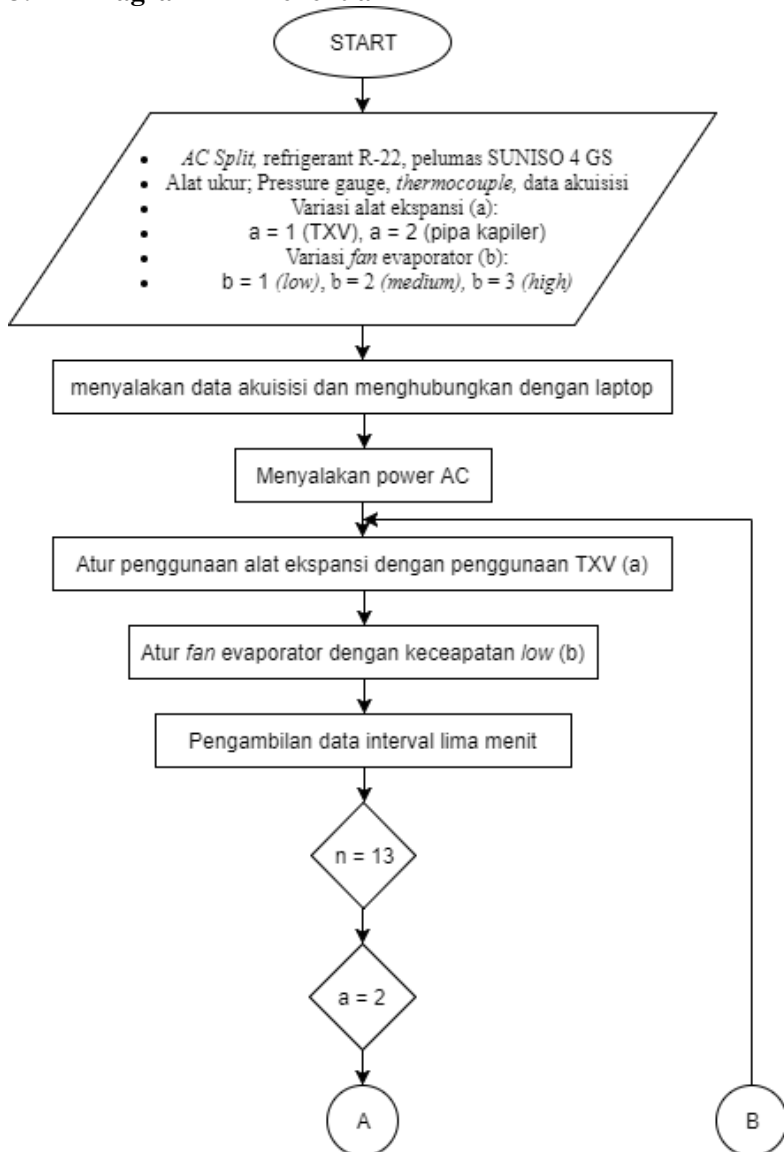 START
• AC Split, refrigerant R-22, pelumas SUNISO 4 GS
• Alat ukur; Pressure gauge, thermocouple, data akuisisi
• Variasi alat ekspansi (a):
• a = 1 (TXV), a = 2 (pipa kapiler)
• Variasi fan evaporator (b):
• b = 1 (low), b = 2 (medium), b = 3 (high)
menyalakan data akuisisi dan menghubungkan dengan laptop
Menyalakan power AC
Atur penggunaan alat ekspansi dengan penggunaan TXV (a)
Atur fan evaporator dengan keceapatan low (b)
Pengambilan data interval lima menit
n = 13
a = 2
A
B